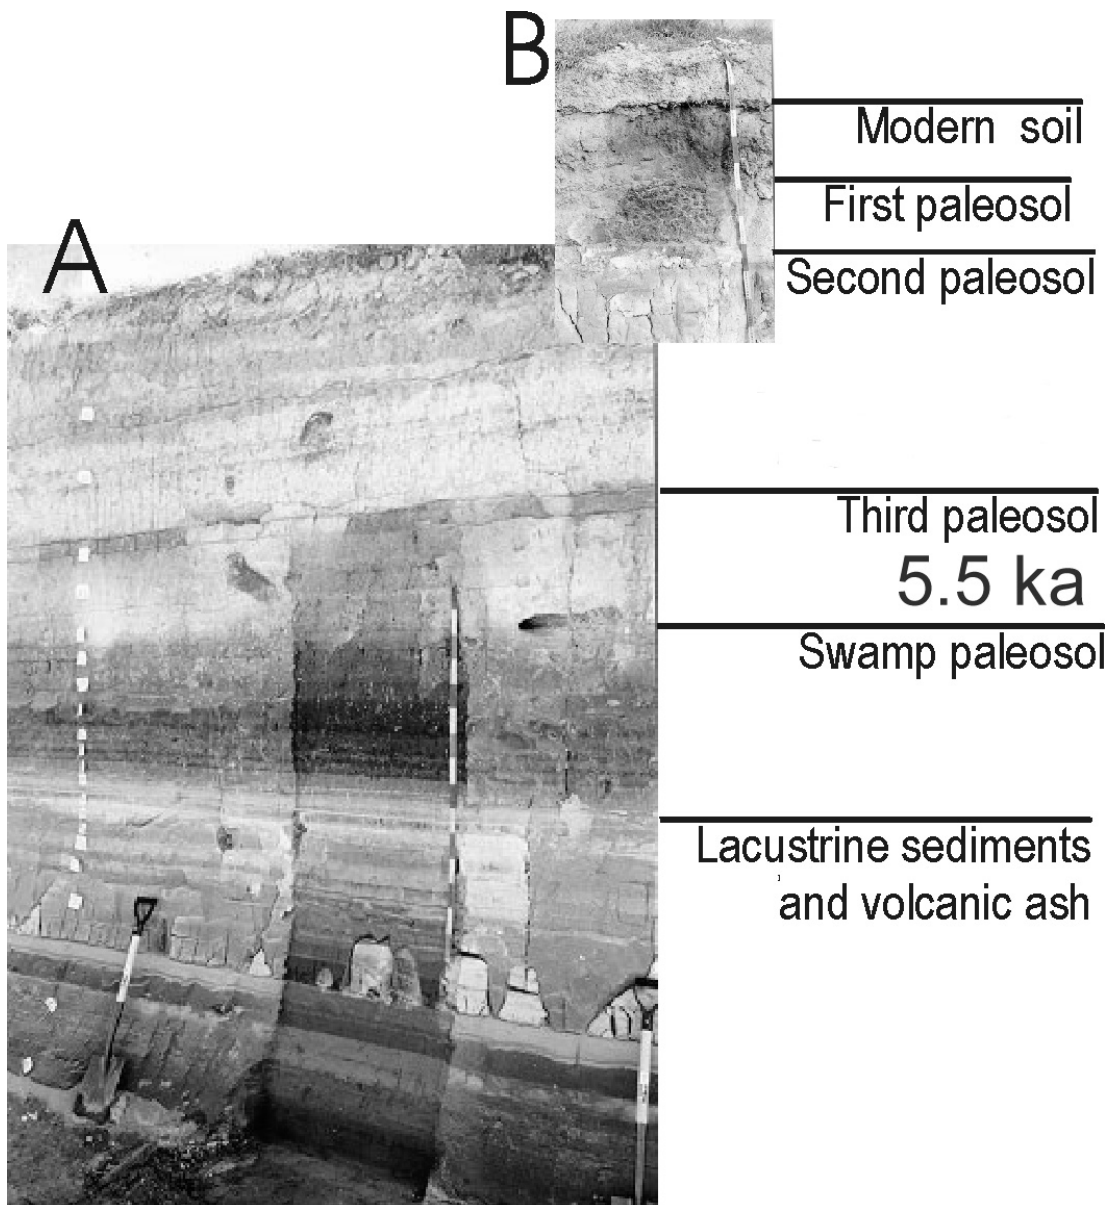 B
Modern soil
First paleosol
A
Second paleosol
Third paleosol
5.5 ka
Swamp paleosol
Lacustrine sediments
and volcanic ash